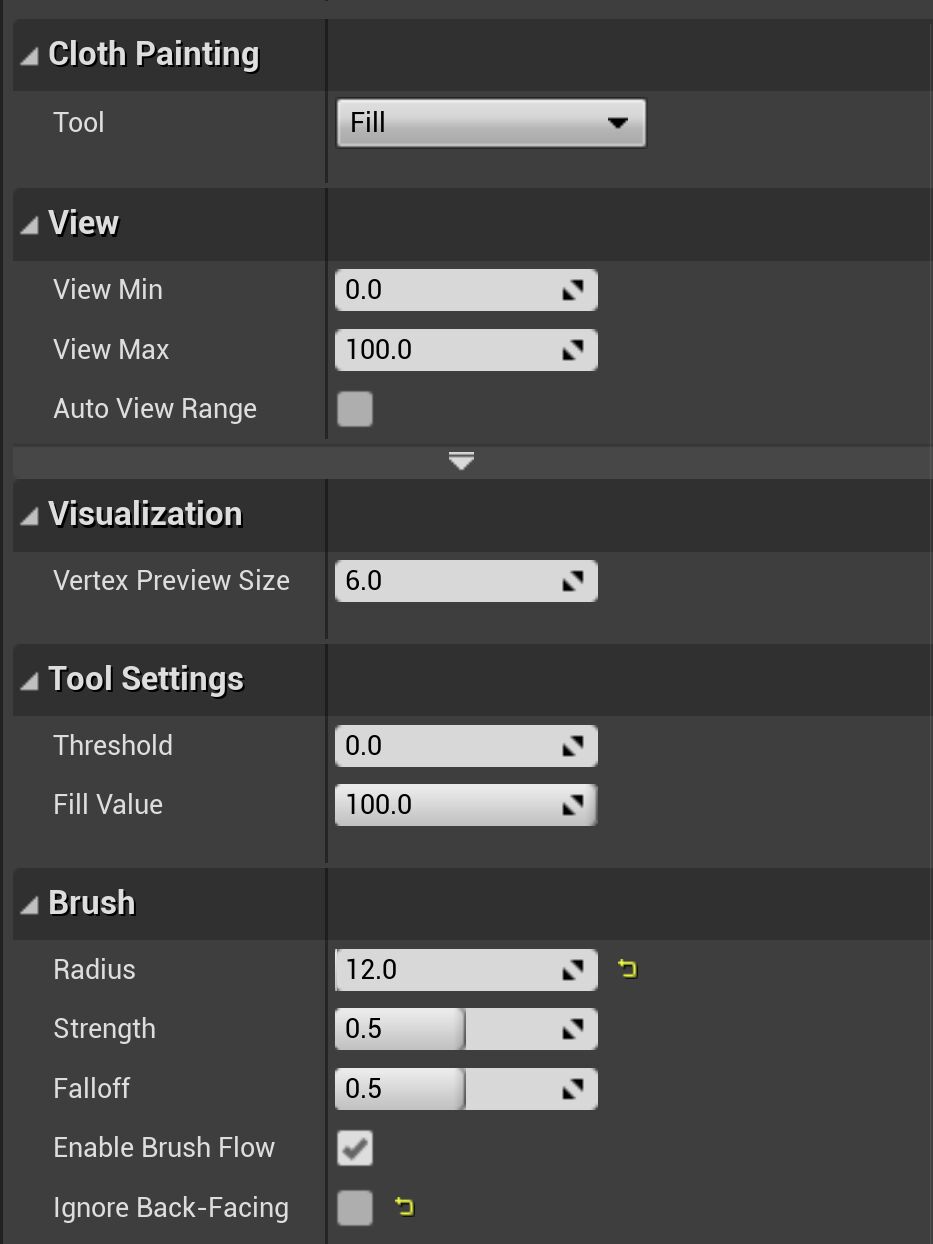 Cloth Painting
Tool Fill
View
View Min 0.0
View Max 100.0
Auto View Range
Visualization
Vertex Preview Size 6.0
Tool Settings
Threshold 0.0
Fill Value 100.0
Brush
Radius 12.0
Strength 0.5
Falloff 0.5
Enable Brush Flow
Ignore Back-Facing